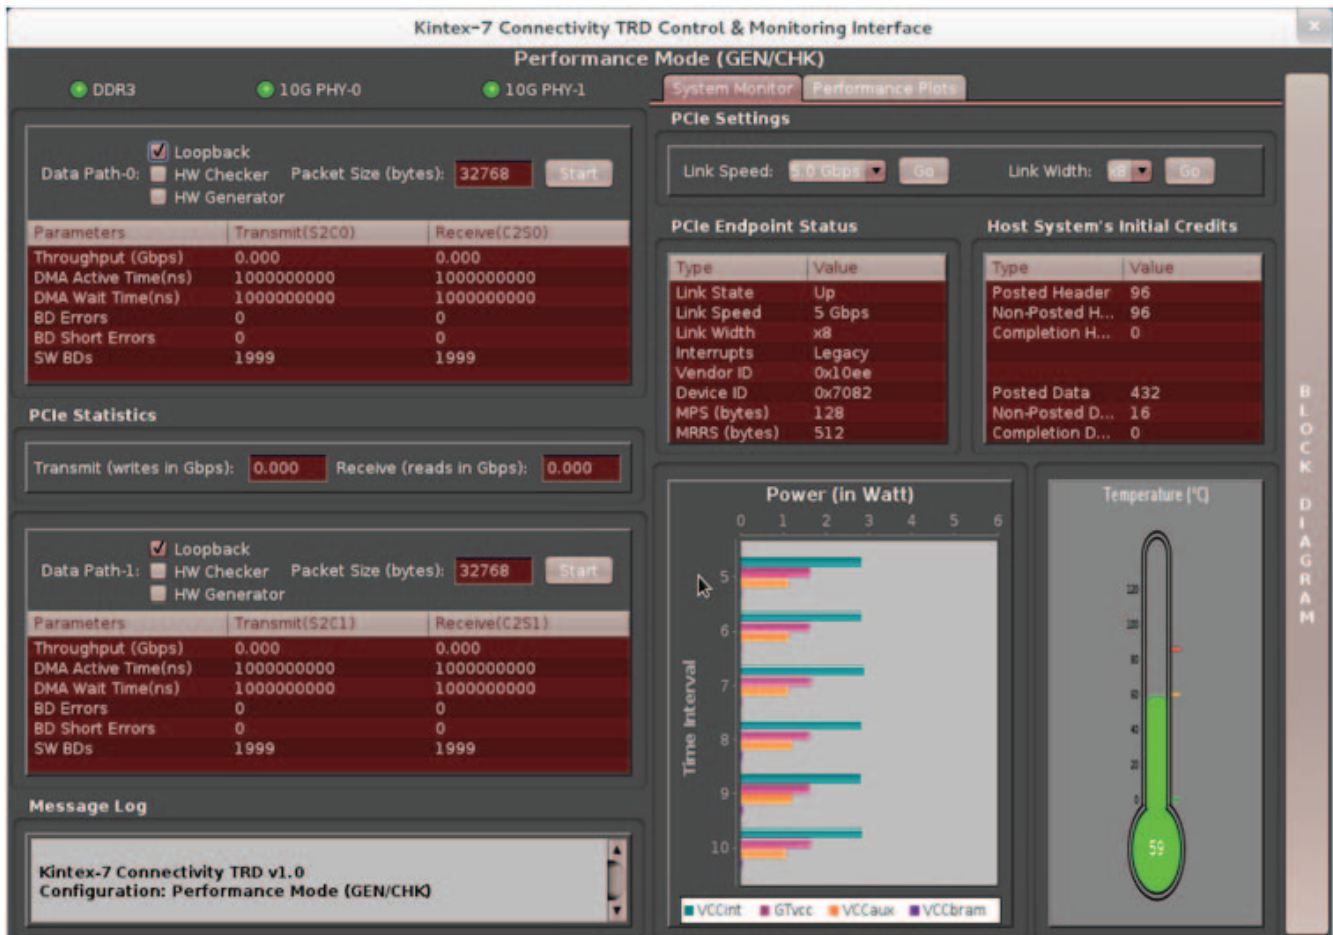 Kintex-7 Connectivity TRD Control & Monitoring Interface
Performance Mode (GEN/CHK)
DDR3 10G PHY-0 10G PHY-1
Loopback
Data Path-0: HW Checker Packet Size (bytes): 32768 Start
HW Generator
Parameters Transmit(S2C0) Receive(C2S0)
Throughput (Gbps) 0.000 0.000
DMA Active Time(ns) 1000000000 1000000000
DMA Wait Time(ns) 1000000000 1000000000
BD Errors 0 0
BD Short Errors 0 0
SW BDs 1999 1999
PCIe Statistics
Transmit (writes in Gbps): 0.000 Receive (reads in Gbps): 0.000
Loopback
Data Path-1: HW Checker Packet Size (bytes): 32768 Start
HW Generator
Parameters Transmit(S2C1) Receive(C2S1)
Throughput (Gbps) 0.000 0.000
DMA Active Time(ns) 1000000000 1000000000
DMA Wait Time(ns) 1000000000 1000000000
BD Errors 0 0
BD Short Errors 0 0
SW BDs 1999 1999
Message Log
Kintex-7 Connectivity TRD v1.0
Configuration: Performance Mode (GEN/CHK)
System Monitor Performance Plots
PCIe Settings
Link Speed: 5.0 Gbps Go Link Width: x8 Go
PCIe Endpoint Status
Type Value
Link State Up
Link Speed 5 Gbps
Link Width x8
Interrupts Legacy
Vendor ID 0x10ee
Device ID 0x7082
MPS (bytes) 128
MRRS (bytes) 512
Host System's Initial Credits
Type Value
Posted Header 96
Non-Posted H... 96
Completion H... 0
Posted Data 432
Non-Posted D... 16
Completion D... 0
Power (in Watt)
0 1 2 3 4 5 6
Time Interval
5
6
7
8
9
10
VCCint GTvcc VCCaux VCCbram
Temperature (°C)
120
100
80
60
40
20
0
59
BLOCK DIAGRAM